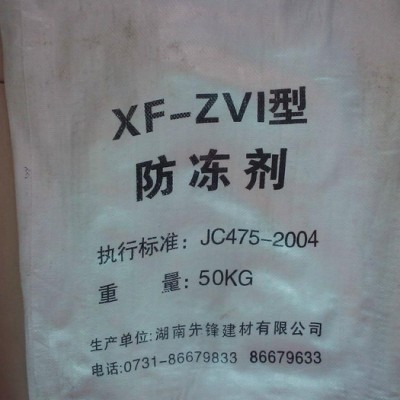 XF-ZVI型
防冻剂
执行标准：JC475-2004
重 量：50KG
生产单位:湖南先锋建材有限公司
电话:0731-86679833 86679633